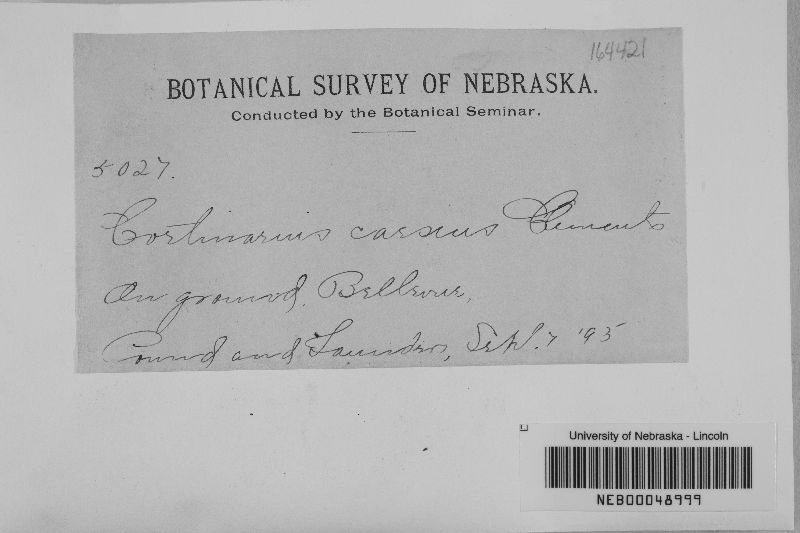 164421
BOTANICAL SURVEY OF NEBRASKA.
Conducted by the Botanical Seminar.
5027.
Cortinarius caesius Clements
On ground, Bellevue,
Pound and Saunders, Sept. 7 '95
University of Nebraska - Lincoln
NEB00048999